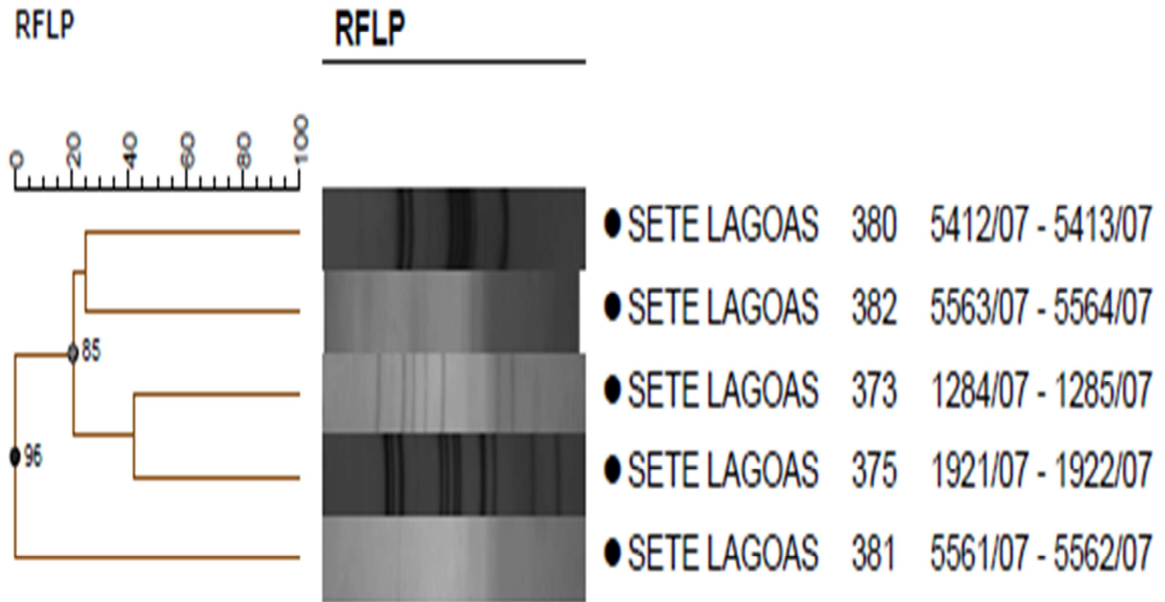 RFLP
RFLP
0 20 40 60 80 100
SETE LAGOAS 380 5412/07 - 5413/07
SETE LAGOAS 382 5563/07 - 5564/07
85
SETE LAGOAS 373 1284/07 - 1285/07
96
SETE LAGOAS 375 1921/07 - 1922/07
SETE LAGOAS 381 5561/07 - 5562/07